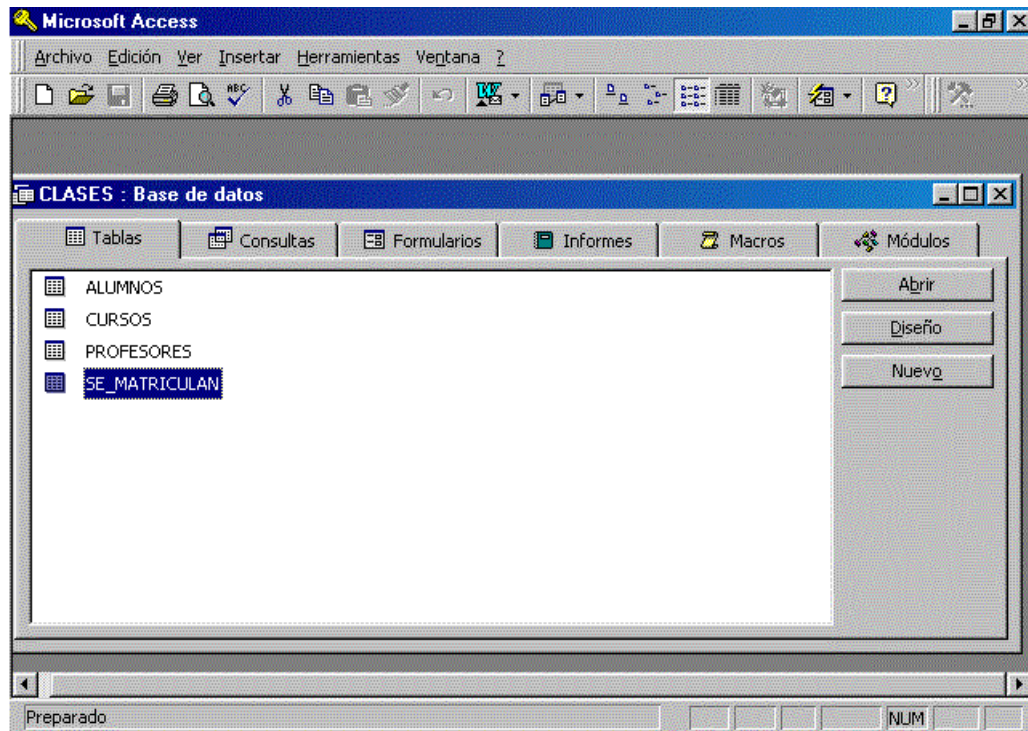 Microsoft Access
Archivo Edición Ver Insertar Herramientas Ventana ?
CLASES : Base de datos
Tablas Consultas Formularios Informes Macros Módulos
ALUMNOS
CURSOS
PROFESORES
SE_MATRICULAN
Abrir
Diseño
Nuevo
Preparado NUM